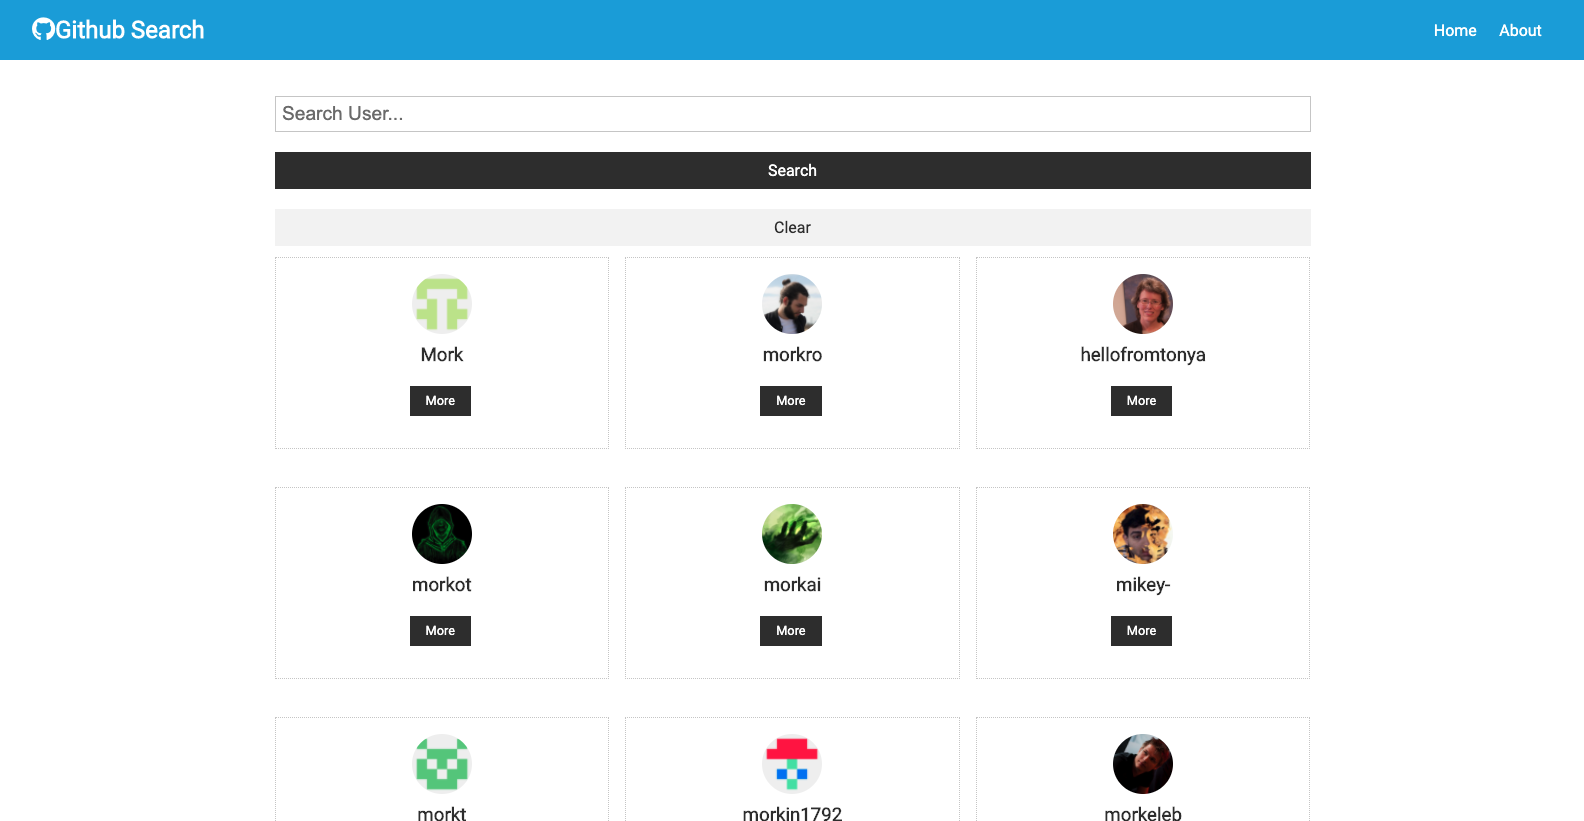 Github Search
Home
About
Search User...
Search
Clear
Mork
morkro
hellofromtonya
More
More
More
morkot
morkai
mikey-
More
More
More
morkt
morkin1792
morkeleb